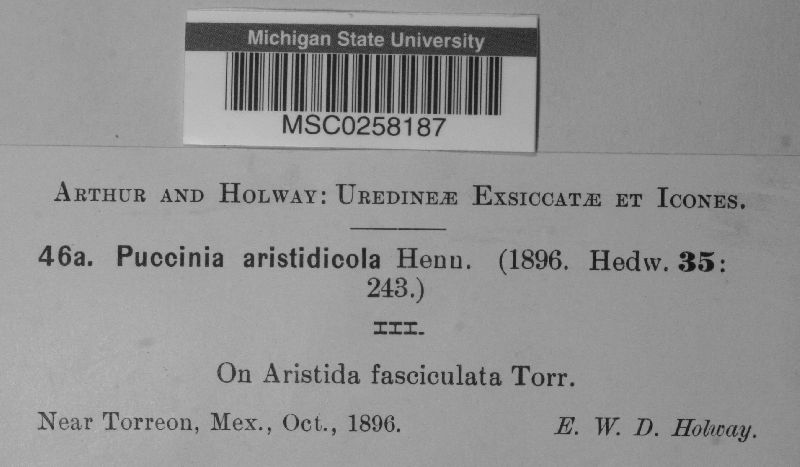 Michigan State University
MSC0258187
ARTHUR AND HOLWAY: UREDINEÆ EXSICCATÆ ET ICONES.
46a. Puccinia aristidicola Henn. (1896. Hedw. 35:
243.)
III.
On Aristida fasciculata Torr.
Near Torreon, Mex., Oct., 1896. E. W. D. Holway.